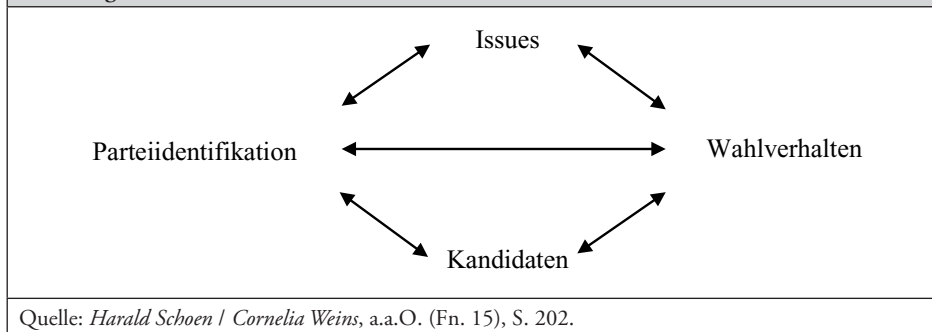 Issues
Parteiidentifikation
Wahlverhalten
Kandidaten
Quelle: Harald Schoen / Cornelia Weins, a.a.O. (Fn. 15), S. 202.